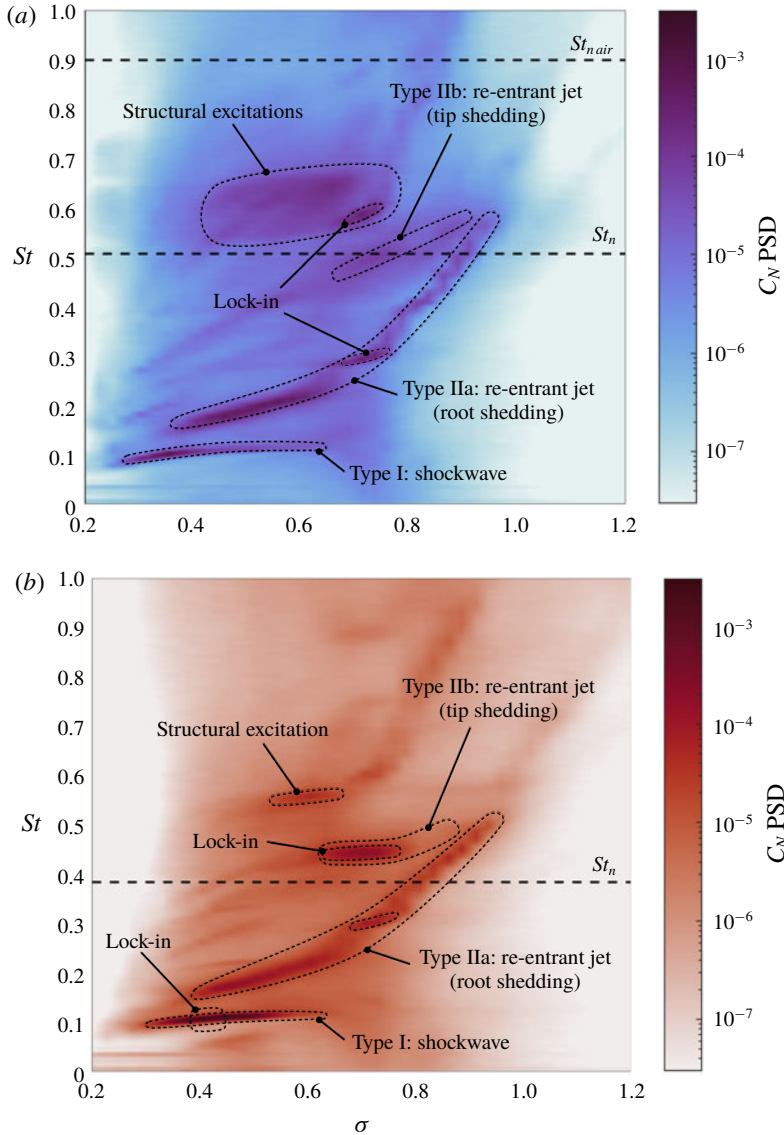 (a)
1.0
0.9
0.8
0.7
0.6
St
0.5
0.4
0.3
0.2
0.1
0
0.2
0.4
0.6
0.8
1.0
1.2
St_{n air}
Type IIb: re-entrant jet
(tip shedding)
Structural excitations
St_n
Lock-in
Type IIa: re-entrant jet
(root shedding)
Type I: shockwave
10^{-3}
10^{-4}
10^{-5}
10^{-6}
10^{-7}
C_N PSD
(b)
1.0
0.9
0.8
0.7
0.6
St
0.5
0.4
0.3
0.2
0.1
0
0.2
0.4
0.6
0.8
1.0
1.2
σ
Type IIb: re-entrant jet
(tip shedding)
Structural excitation
Lock-in
St_n
Lock-in
Type IIa: re-entrant jet
(root shedding)
Type I: shockwave
10^{-3}
10^{-4}
10^{-5}
10^{-6}
10^{-7}
C_N PSD